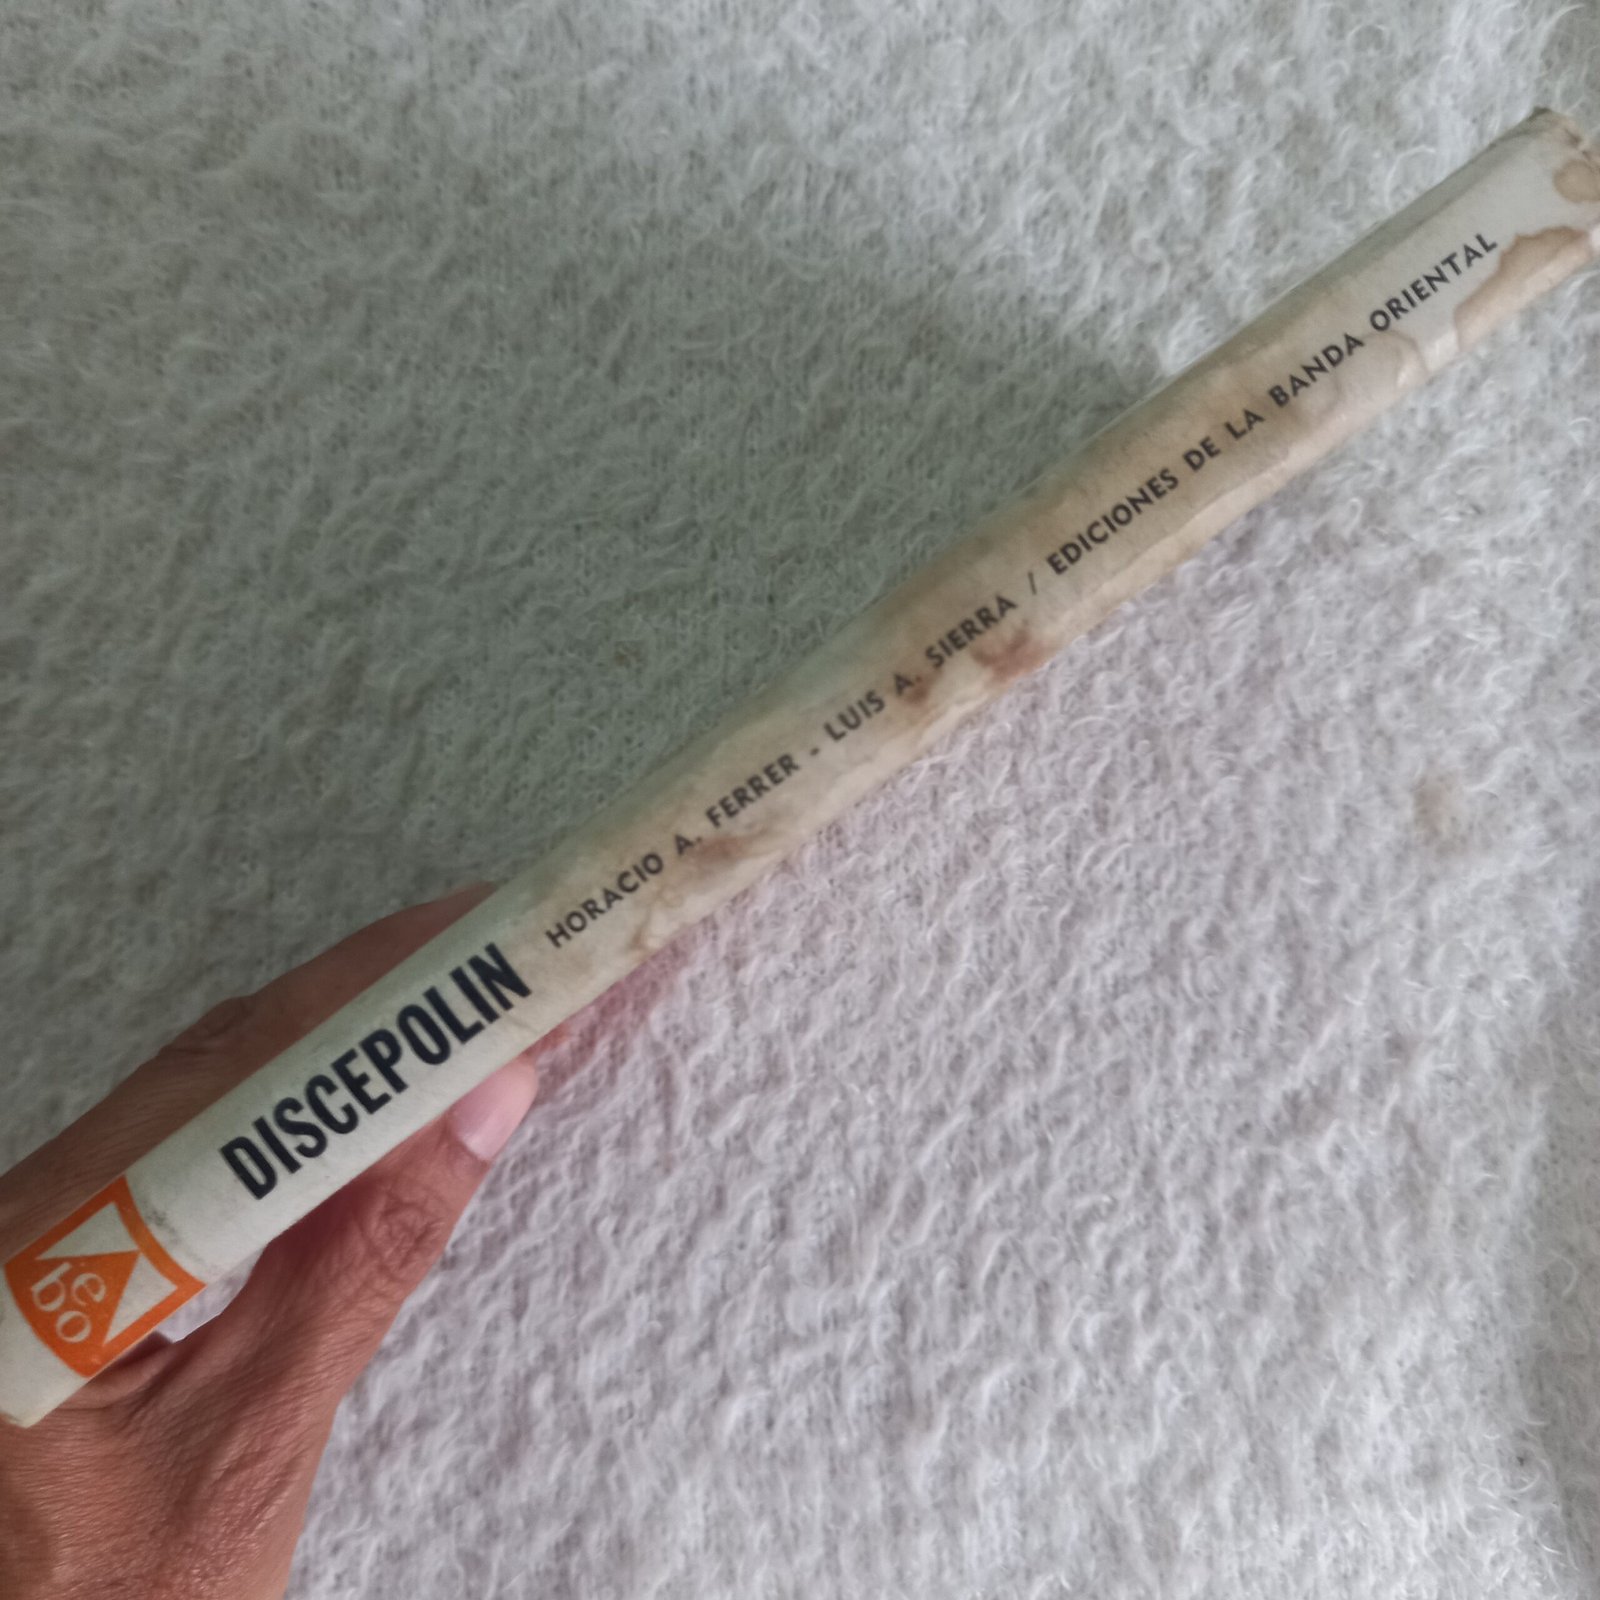 DISCEPOLIN HORACIO A. FERRER - LUIS A. SIERRA / EDICIONES DE LA BANDA ORIENTAL
ebo